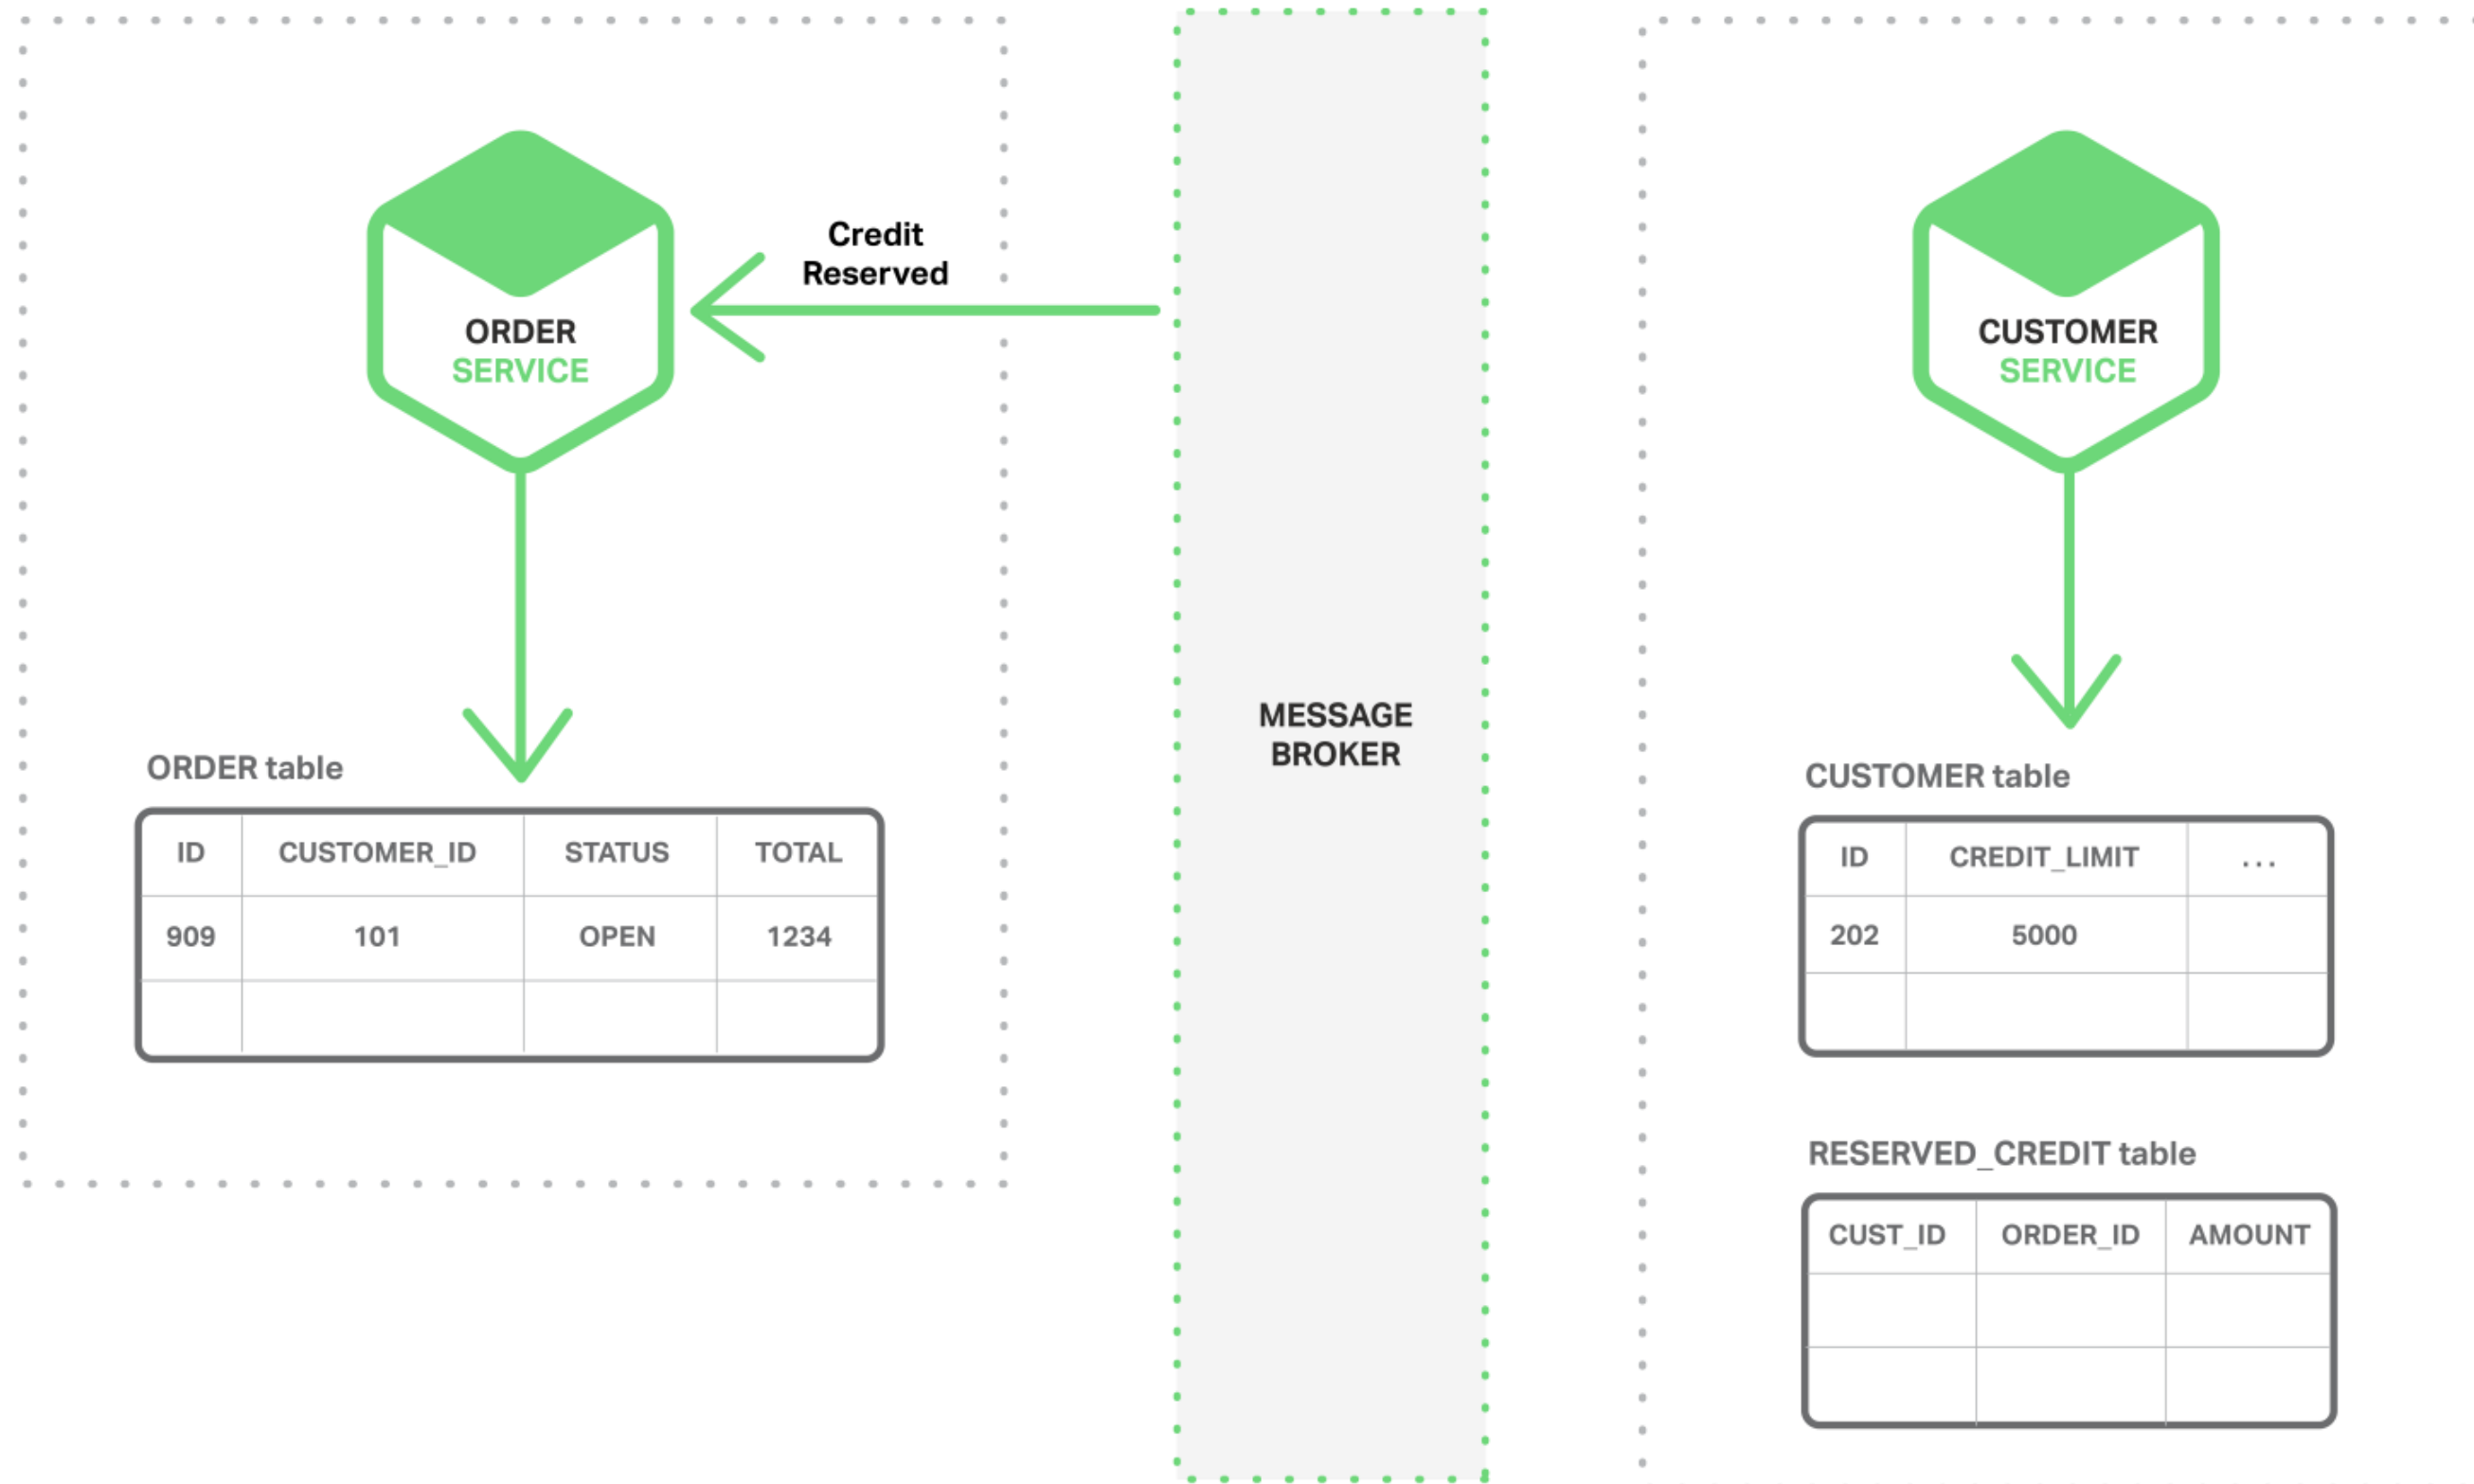 Credit
Reserved
ORDER
SERVICE
CUSTOMER
SERVICE
MESSAGE
BROKER
ORDER table
ID CUSTOMER_ID STATUS TOTAL
909 101 OPEN 1234
CUSTOMER table
ID CREDIT_LIMIT ...
202 5000
RESERVED_CREDIT table
CUST_ID ORDER_ID AMOUNT